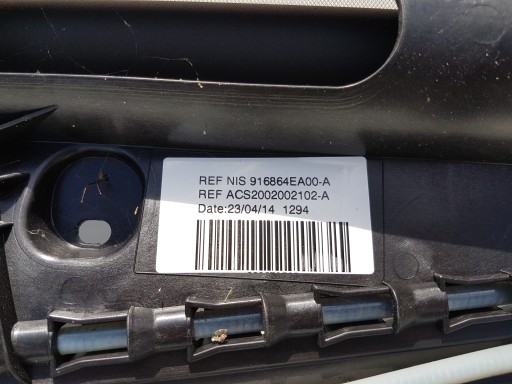 REF NIS 916864EA00-A
REF ACS2002002102-A
Date:23/04/14 1294